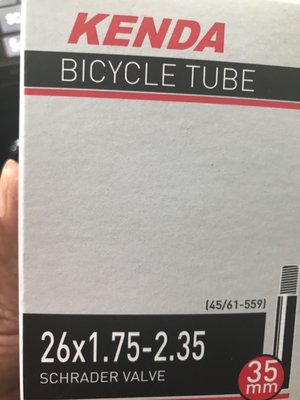 KENDA
BICYCLE TUBE
(45/61-559)
26x1.75-2.35
SCHRADER VALVE
35
mm